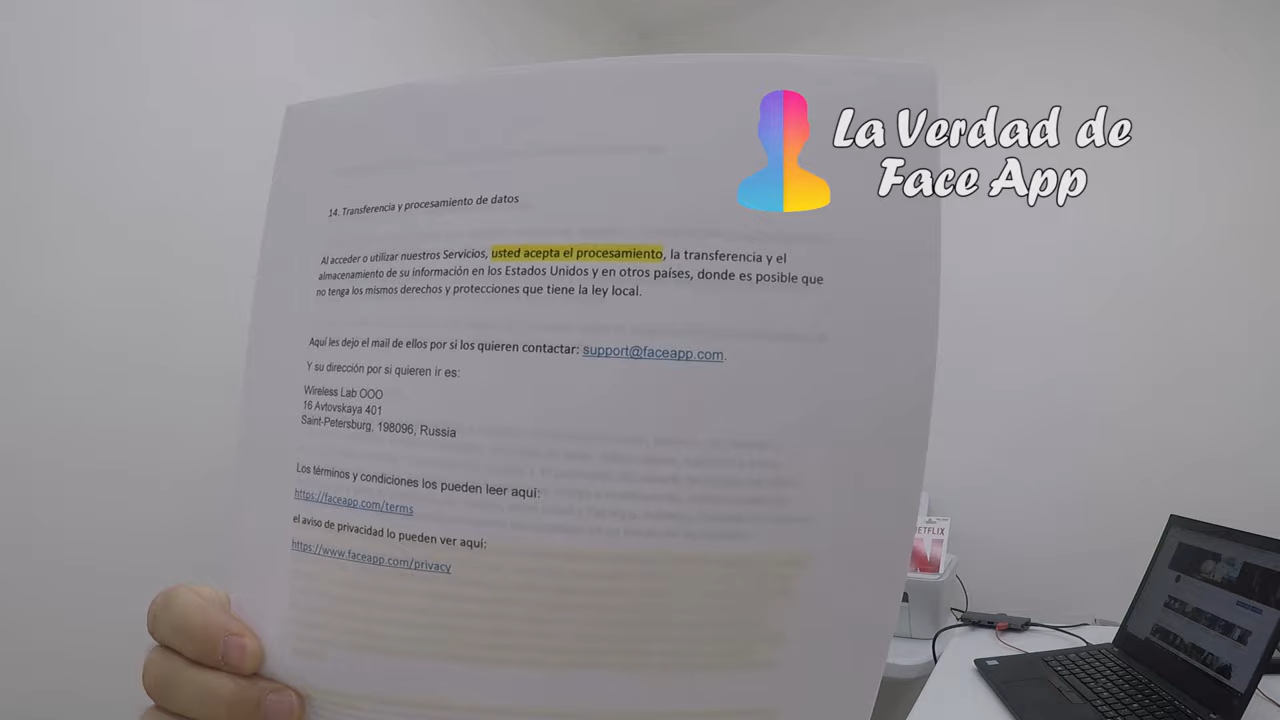 La Verdad de
Face App
14. Transferencia y procesamiento de datos
Al acceder o utilizar nuestros Servicios, usted acepta el procesamiento, la transferencia y el
almacenamiento de su información en los Estados Unidos y en otros países, donde es posible que
no tenga los mismos derechos y protecciones que tiene la ley local.
Aquí les dejo el mail de ellos por si los quieren contactar: support@faceapp.com.
Y su dirección por si quieren ir es:
Wireless Lab OOO
16 Avtovskaya 401
Saint-Petersburg, 198096, Russia
Los términos y condiciones los pueden leer aquí:
https://faceapp.com/terms
el aviso de privacidad lo pueden ver aquí:
https://www.faceapp.com/privacy
NETFLIX